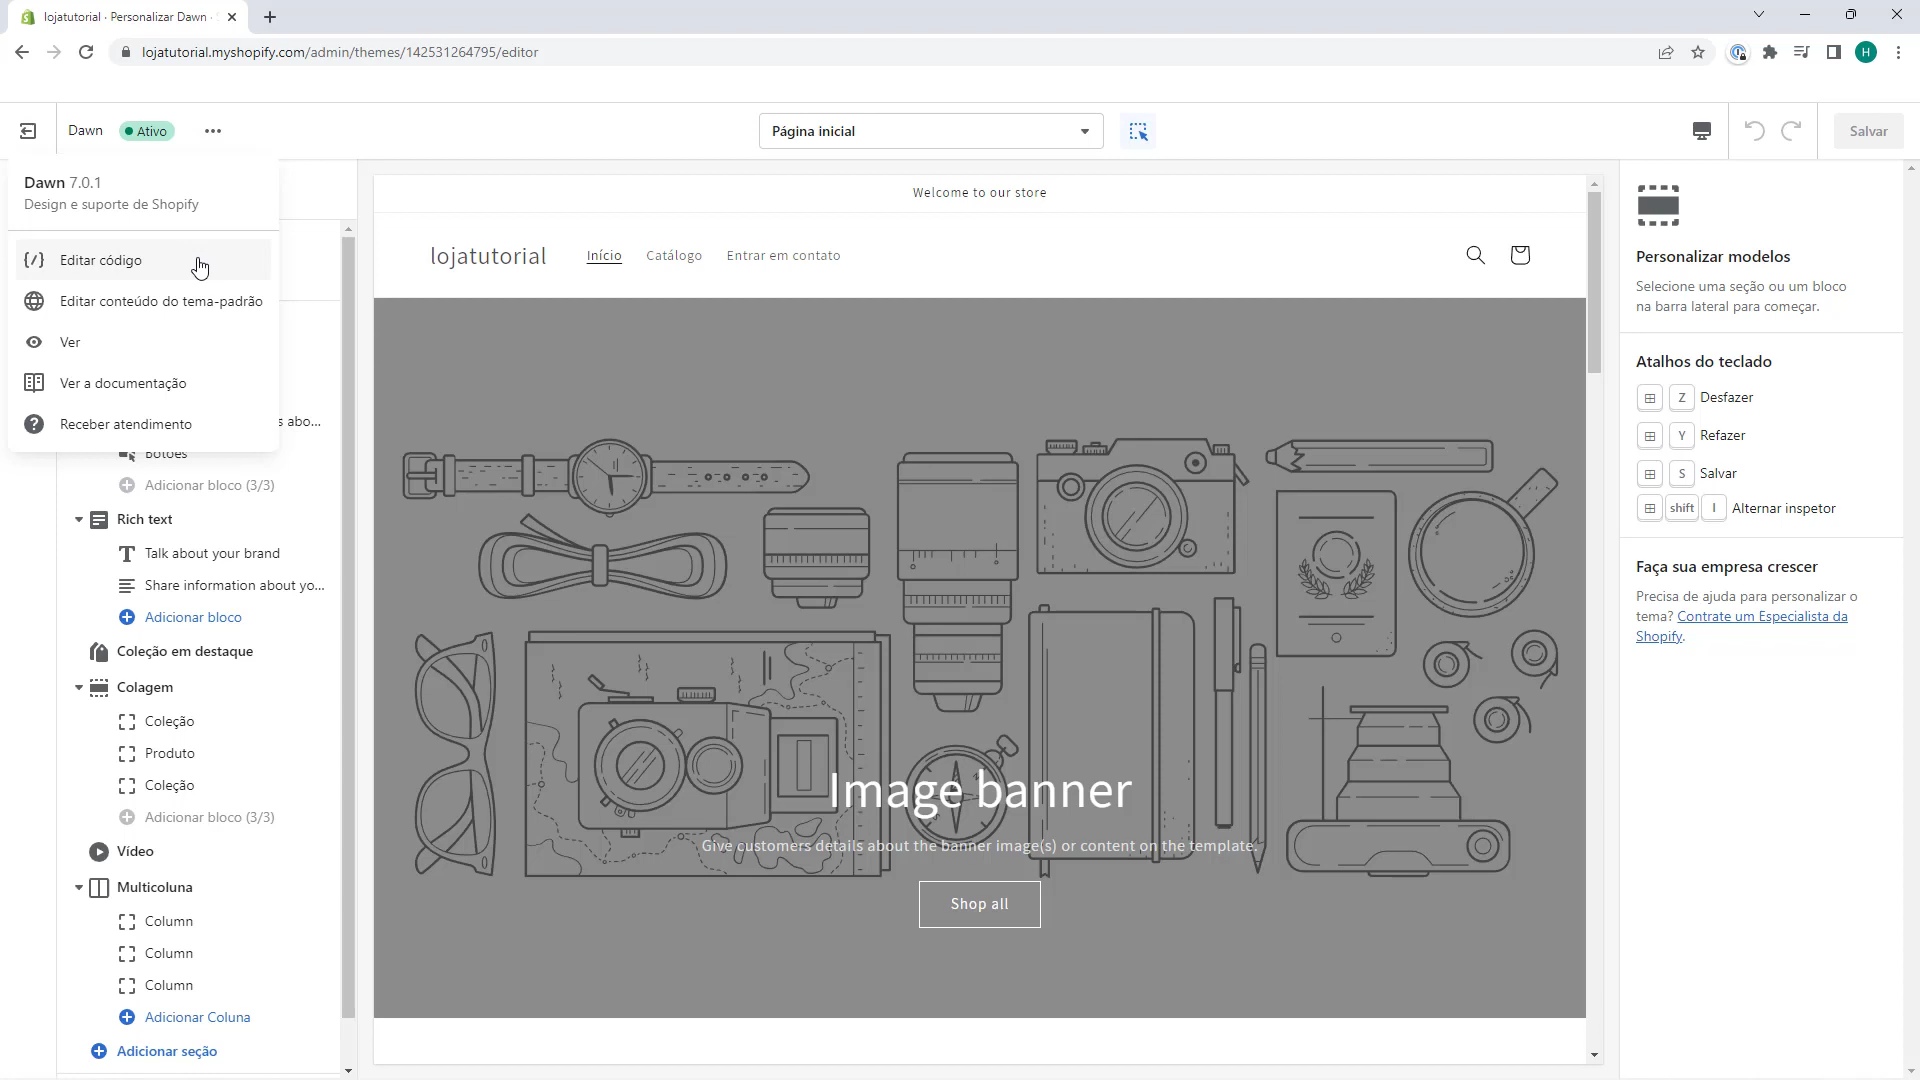 lojatutorial · Personalizar Dawn ·
lojatutorial.myshopify.com/admin/themes/142531264795/editor
H
Dawn
Ativo
Página inicial
Salvar
Dawn 7.0.1
Design e suporte de Shopify
Editar código
Editar conteúdo do tema-padrão
Ver
Ver a documentação
Receber atendimento
s abo...
Botões
Adicionar bloco (3/3)
Rich text
Talk about your brand
Share information about yo...
Adicionar bloco
Coleção em destaque
Colagem
Coleção
Produto
Coleção
Adicionar bloco (3/3)
Vídeo
Multicoluna
Column
Column
Column
Adicionar Coluna
Adicionar seção
Welcome to our store
lojatutorial
Início
Catálogo
Entrar em contato
Image banner
Give customers details about the banner image(s) or content on the template.
Shop all
Personalizar modelos
Selecione uma seção ou um bloco
na barra lateral para começar.
Atalhos do teclado
Z Desfazer
Y Refazer
S Salvar
shift I Alternar inspetor
Faça sua empresa crescer
Precisa de ajuda para personalizar o
tema? Contrate um Especialista da
Shopify.